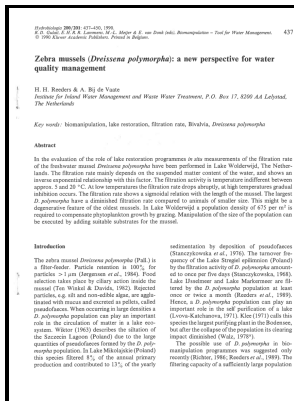 Hydrobiologia 200/201: 437–450, 1990.
R.D. Gulati, E.H.R.R. Lammens, M.-L. Meijer & E. van Donk (eds), Biomanipulation – Tool for Water Management.
© 1990 Kluwer Academic Publishers. Printed in Belgium.
437
Zebra mussels (Dreissena polymorpha): a new perspective for water
quality management
H. H. Reeders & A. Bij de Vaate
Institute for Inland Water Management and Waste Water Treatment, P.O. Box 17, 8200 AA Lelystad,
The Netherlands
Key words: biomanipulation, lake restoration, filtration rate, Bivalvia, Dreissena polymorpha
Abstract
In the evaluation of the role of lake restoration programmes in situ measurements of the filtration rate
of the freshwater mussel Dreissena polymorpha have been performed in Lake Wolderwijd, The Nether-
lands. The filtration rate mainly depends on the suspended matter content of the water, and shows an
inverse exponential relationship with this factor. The filtration activity is temperature indifferent between
approx. 5 and 20 °C. At low temperatures the filtration rate drops abruptly, at high temperatures gradual
inhibition occurs. The filtration rate shows a sigmoidal relation with the length of the mussel. The largest
D. polymorpha have a diminished filtration rate compared to animals of smaller size. This might be a
degenerative feature of the oldest mussels. In Lake Wolderwijd a population of 675 per m² is
required to compensate phytoplankton growth by grazing. Manipulation of the size of the population can
be executed by adding suitable substrates for the mussel.
Introduction
The zebra mussel Dreissena polymorpha (Pall.) is
a filter-feeder. Particle retention is 100% for
particles > 1 µm (Jørgensen et al., 1984). Food
selection takes place by ciliary action inside the
mussel (Ten Winkel & Davids, 1982). Rejected
particles, e.g. silt and non-edible algae, are agglu-
tinated with mucus and excreted as pellets, called
pseudofaeces. When occurring in large densities a
D. polymorpha population can play an important
role in the circulation of matter in a lake eco-
system. Wiktor (1963) describes the siltation of
the Szczecin Lagoon (Poland) due to the large
quantities of pseudofaeces formed by the D. poly-
morpha population. In Lake Mikolajskie (Poland)
this species filtered 8% of the annual primary
production and contributed to 13% of the yearly
sedimentation by deposition of pseudofaeces
(Stanczykowska et al., 1976). The turnover fre-
quency of the Lake Strengiel epilimnion (Poland)
by the filtration activity of D. polymorpha amount-
ed to once per five days (Stanczykowska, 1968).
Lake IJsselmeer and Lake Markermeer are fil-
tered by the D. polymorpha population at least
once or twice a month (Reeders et al., 1989).
Hence, a D. polymorpha population can play an
important role in the self purification of a lake
(Lvova-Kalchanova, 1971). Klee (1971) calls this
species the largest purifying plant in the Bodensee,
but after the collapse of its population its clearing
impact diminished (Walz, 1978).
The possible use of D. polymorpha in bio-
manipulation programmes was suggested only
recently (Richter, 1986; Reeders et al., 1989). The
filtering capacity of a sufficiently large population